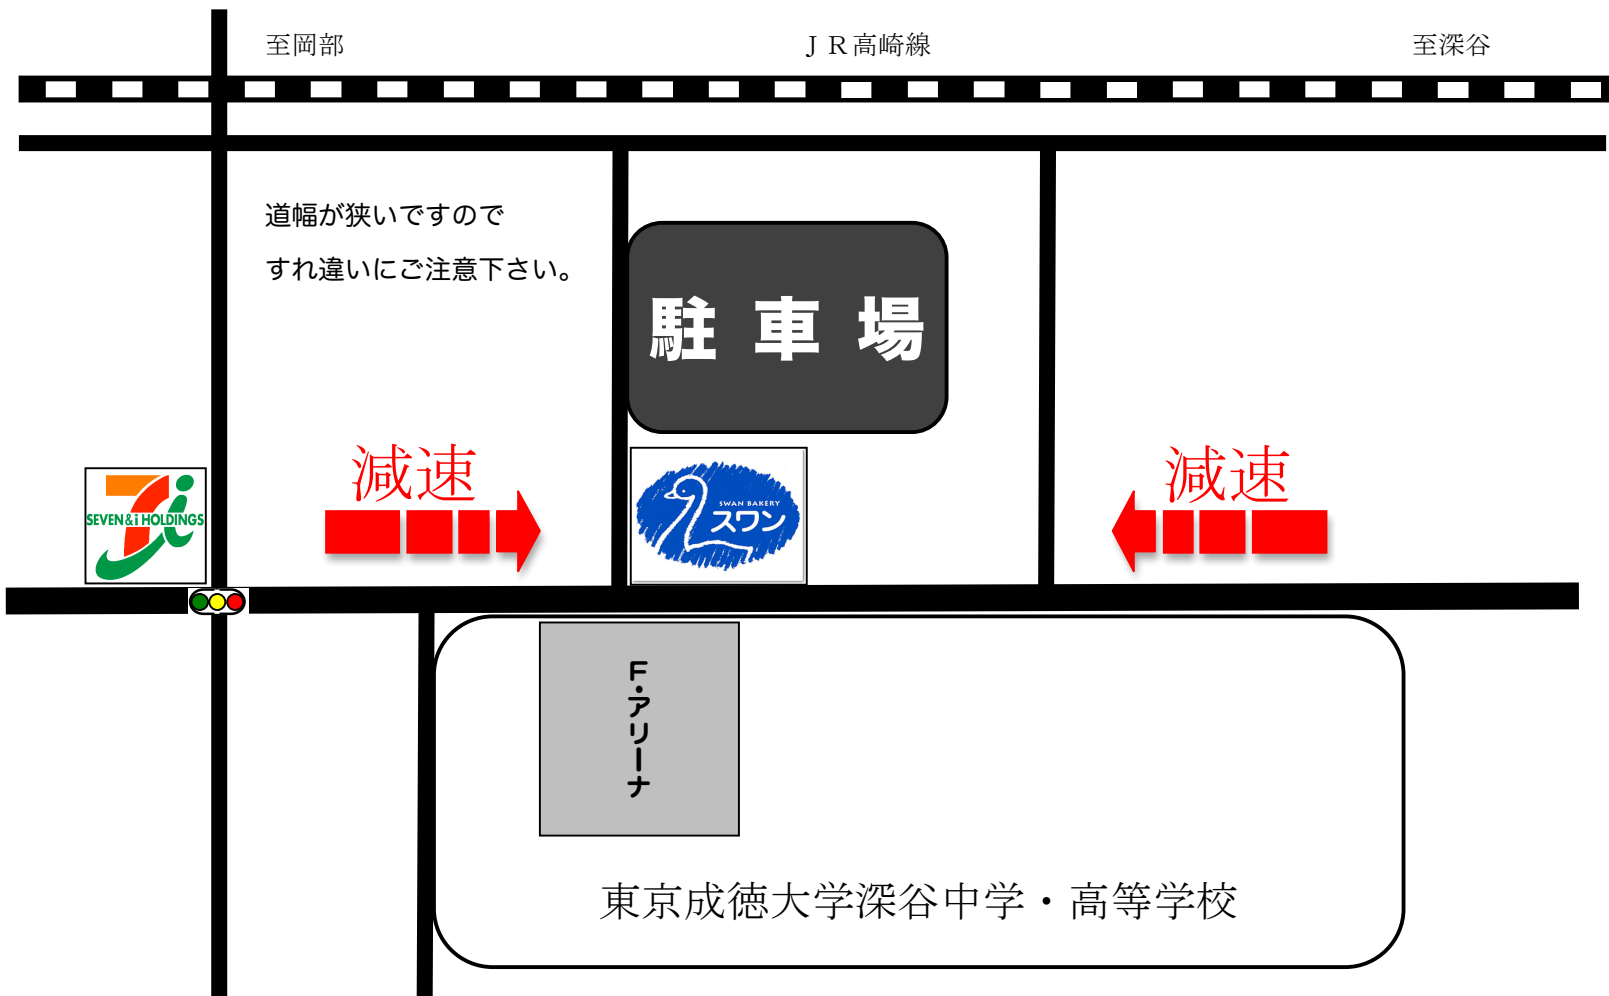 至岡部
ＪＲ高崎線
至深谷
道幅が狭いですので
すれ違いにご注意下さい。
駐車場
減速
減速
SEVEN&i HOLDINGS
SWAN BAKERY
スワン
F・アリーナ
東京成徳大学深谷中学・高等学校